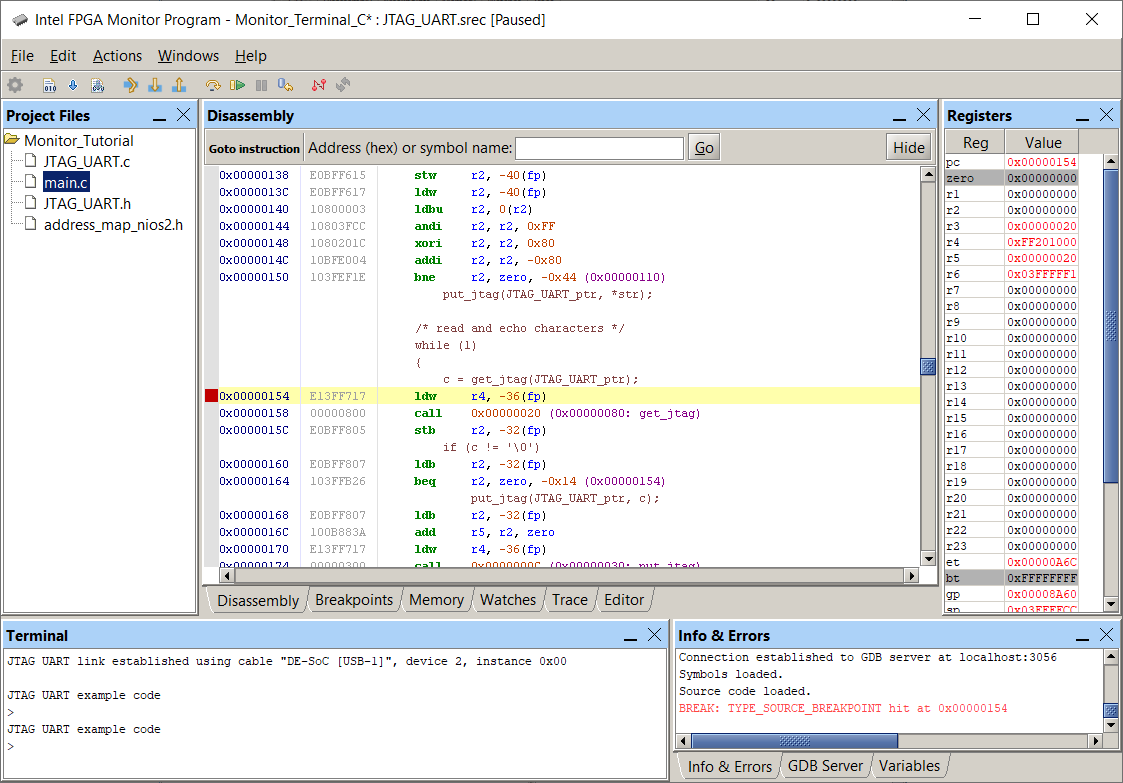 Intel FPGA Monitor Program - Monitor_Terminal_C* : JTAG_UART.srec [Paused]
File Edit Actions Windows Help
Project Files
Monitor_Tutorial
JTAG_UART.c
main.c
JTAG_UART.h
address_map_nios2.h
Disassembly
Goto instruction Address (hex) or symbol name: Go Hide
0x00000138 E0BFF615 stw r2, -40(fp)
0x0000013C E0BFF617 ldw r2, -40(fp)
0x00000140 10800003 ldbu r2, 0(r2)
0x00000144 10803FCC andi r2, r2, 0xFF
0x00000148 1080201C xori r2, r2, 0x80
0x0000014C 10BFE004 addi r2, r2, -0x80
0x00000150 103FEF1E bne r2, zero, -0x44 (0x00000110)
put_jtag(JTAG_UART_ptr, *str);
/* read and echo characters */
while (1)
{
c = get_jtag(JTAG_UART_ptr);
0x00000154 E13FF717 ldw r4, -36(fp)
0x00000158 00000800 call 0x00000020 (0x00000080: get_jtag)
0x0000015C E0BFF805 stb r2, -32(fp)
if (c != '\0')
0x00000160 E0BFF807 ldb r2, -32(fp)
0x00000164 103FFB26 beq r2, zero, -0x14 (0x00000154)
put_jtag(JTAG_UART_ptr, c);
0x00000168 E0BFF807 ldb r2, -32(fp)
0x0000016C 100B883A add r5, r2, zero
0x00000170 E13FF717 ldw r4, -36(fp)
0x00000174 00000300 call 0x0000000C (0x00000030: put_jtag)
Disassembly Breakpoints Memory Watches Trace Editor
Registers
Reg Value
pc 0x00000154
zero 0x00000000
r1 0x00000000
r2 0x00000000
r3 0x00000020
r4 0xFF201000
r5 0x00000020
r6 0x03FFFFF1
r7 0x00000000
r8 0x00000000
r9 0x00000000
r10 0x00000000
r11 0x00000000
r12 0x00000000
r13 0x00000000
r14 0x00000000
r15 0x00000000
r16 0x00000000
r17 0x00000000
r18 0x00000000
r19 0x00000000
r20 0x00000000
r21 0x00000000
r22 0x00000000
r23 0x00000000
et 0x00000A6C
bt 0xFFFFFFFF
gp 0x00008A60
sp 0x03FFFFCC
Terminal
JTAG UART link established using cable "DE-SoC [USB-1]", device 2, instance 0x00
JTAG UART example code
>
JTAG UART example code
>
Info & Errors
Connection established to GDB server at localhost:3056
Symbols loaded.
Source code loaded.
BREAK: TYPE_SOURCE_BREAKPOINT hit at 0x00000154
Info & Errors GDB Server Variables